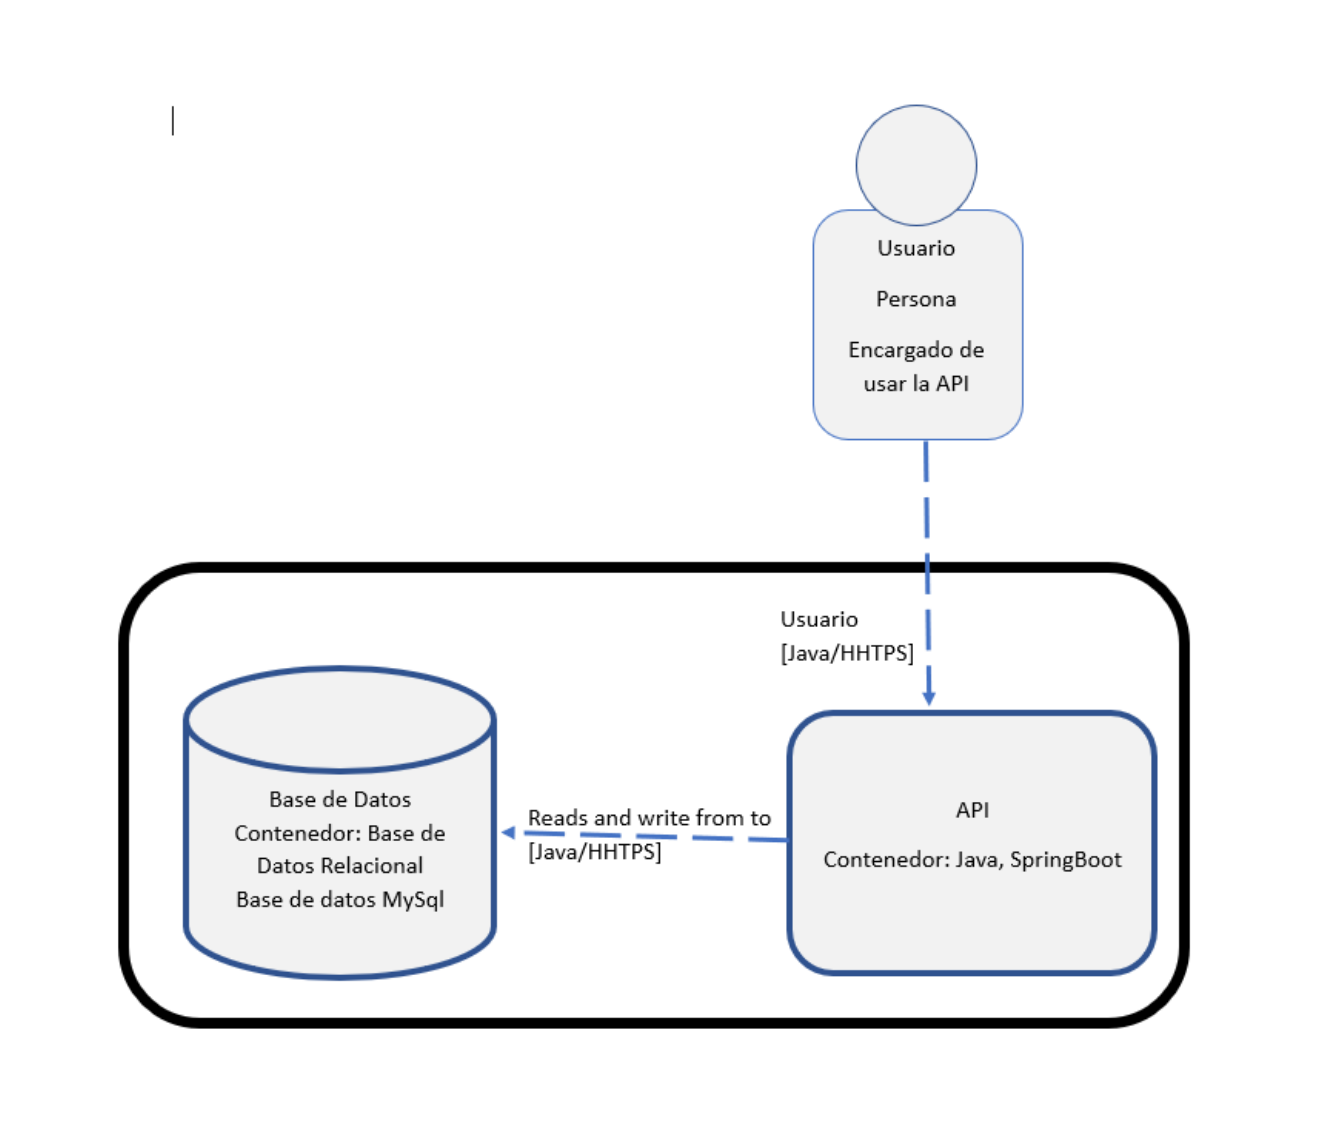 Usuario
Persona
Encargado de
usar la API
Usuario
[Java/HHTPS]
Base de Datos
Contenedor: Base de
Datos Relacional
Base de datos MySql
Reads and write from to
[Java/HHTPS]
API
Contenedor: Java, SpringBoot